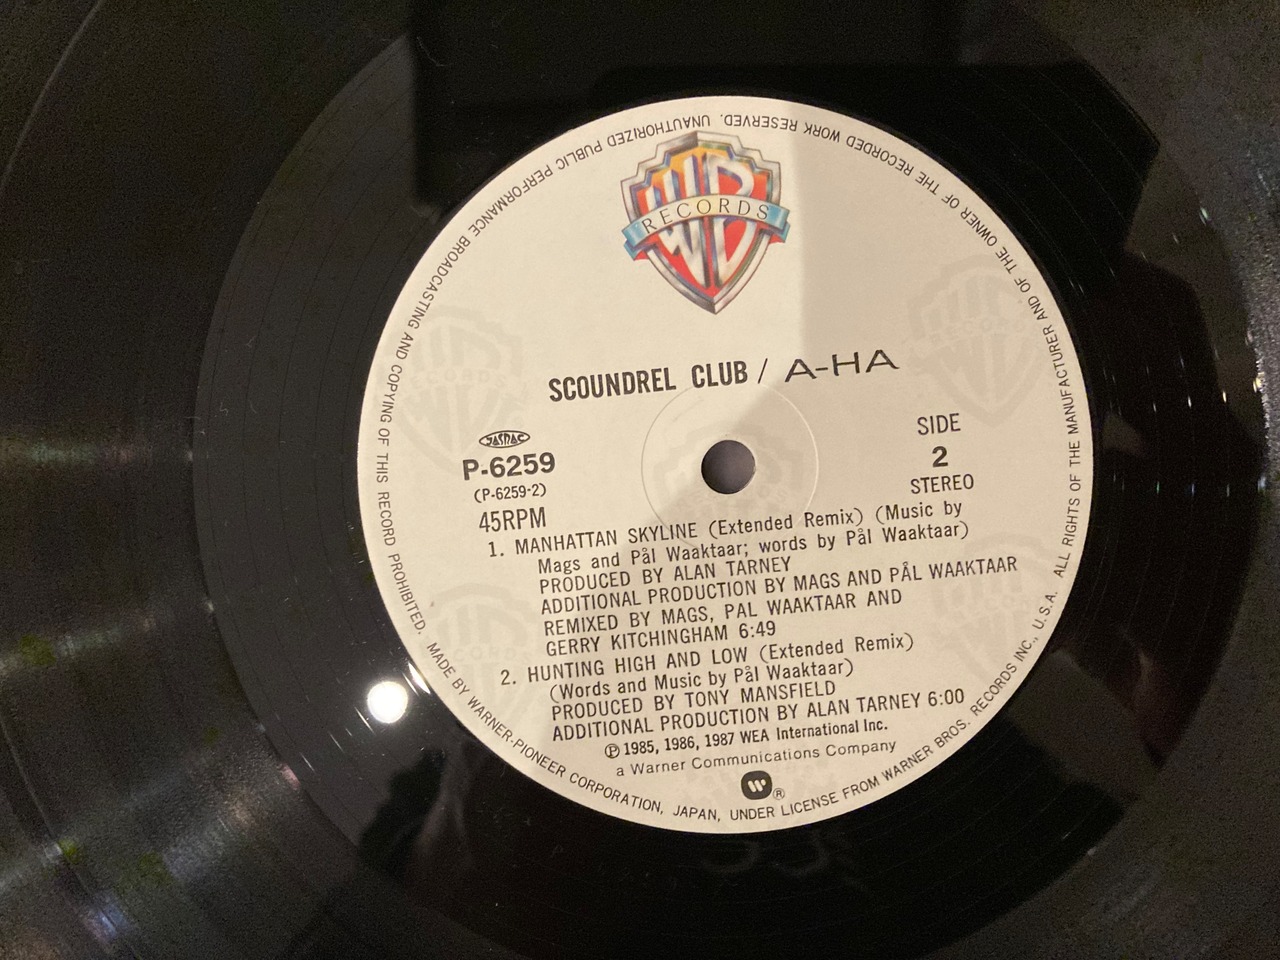 WB
RECORDS
SCOUNDREL CLUB / A-HA
JASRAC
P-6259
(P-6259-2)
45RPM
SIDE
2
STEREO
1. MANHATTAN SKYLINE (Extended Remix) (Music by
Mags and Pål Waaktaar; words by Pål Waaktaar)
PRODUCED BY ALAN TARNEY
ADDITIONAL PRODUCTION BY MAGS AND PÅL WAAKTAAR
REMIXED BY MAGS, PAL WAAKTAAR AND
GERRY KITCHINGHAM 6:49
2. HUNTING HIGH AND LOW (Extended Remix)
(Words and Music by Pål Waaktaar)
PRODUCED BY TONY MANSFIELD
ADDITIONAL PRODUCTION BY ALAN TARNEY 6:00
℗ 1985, 1986, 1987 WEA International Inc.
a Warner Communications Company
W ®
MADE BY WARNER-PIONEER CORPORATION, JAPAN, UNDER LICENSE FROM WARNER BROS. RECORDS INC., U.S.A. ALL RIGHTS OF THE MANUFACTURER AND OF THE OWNER OF THE RECORDED WORK RESERVED. UNAUTHORIZED PUBLIC PERFORMANCE BROADCASTING AND COPYING OF THIS RECORD PROHIBITED.